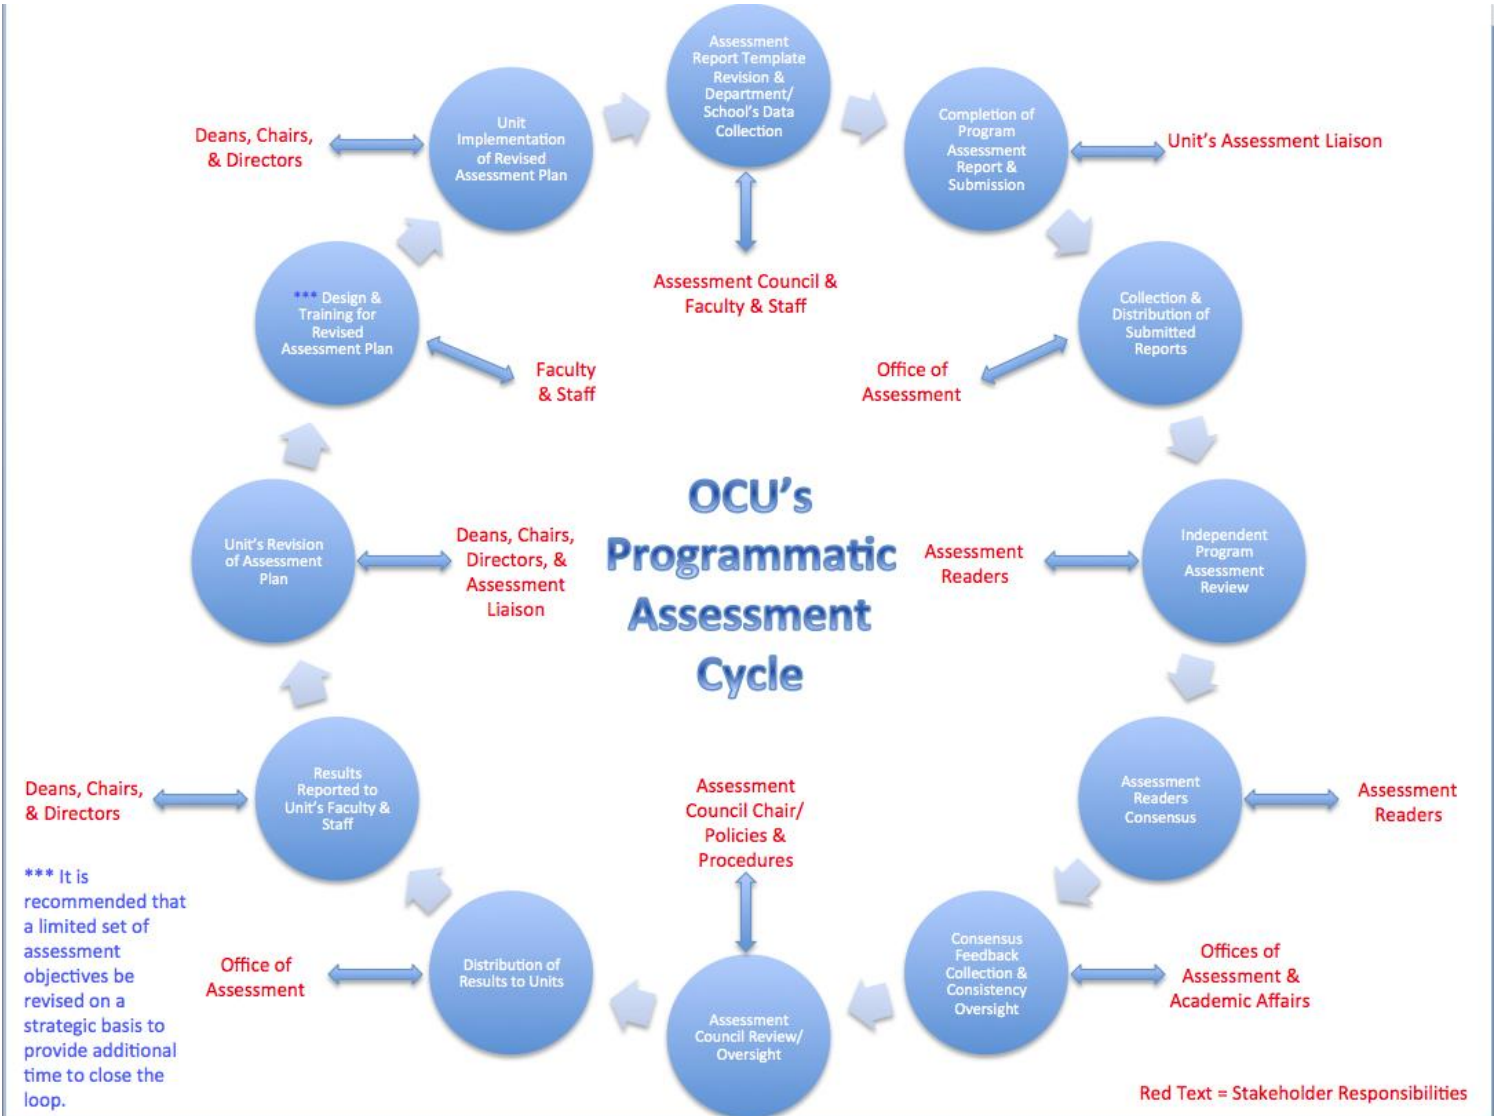 Assessment
Report Template
Revision &
Department/
School's Data
Collection
Assessment Council &
Faculty & Staff
Completion of
Program
Assessment
Report &
Submission
Unit's Assessment Liaison
Collection &
Distribution of
Submitted
Reports
Office of
Assessment
Independent
Program
Assessment
Review
Assessment
Readers
Assessment
Readers
Consensus
Assessment
Readers
Consensus
Feedback
Collection &
Consistency
Oversight
Offices of
Assessment &
Academic Affairs
Assessment
Council Review/
Oversight
Assessment
Council Chair/
Policies &
Procedures
Distribution of
Results to Units
Office of
Assessment
Results
Reported to
Unit's Faculty &
Staff
Deans, Chairs,
& Directors
Unit's Revision
of Assessment
Plan
Deans, Chairs,
Directors, &
Assessment
Liaison
*** Design &
Training for
Revised
Assessment Plan
Faculty
& Staff
Unit
Implementation
of Revised
Assessment Plan
Deans, Chairs,
& Directors
OCU's
Programmatic
Assessment
Cycle
*** It is
recommended that
a limited set of
assessment
objectives be
revised on a
strategic basis to
provide additional
time to close the
loop.
Red Text = Stakeholder Responsibilities